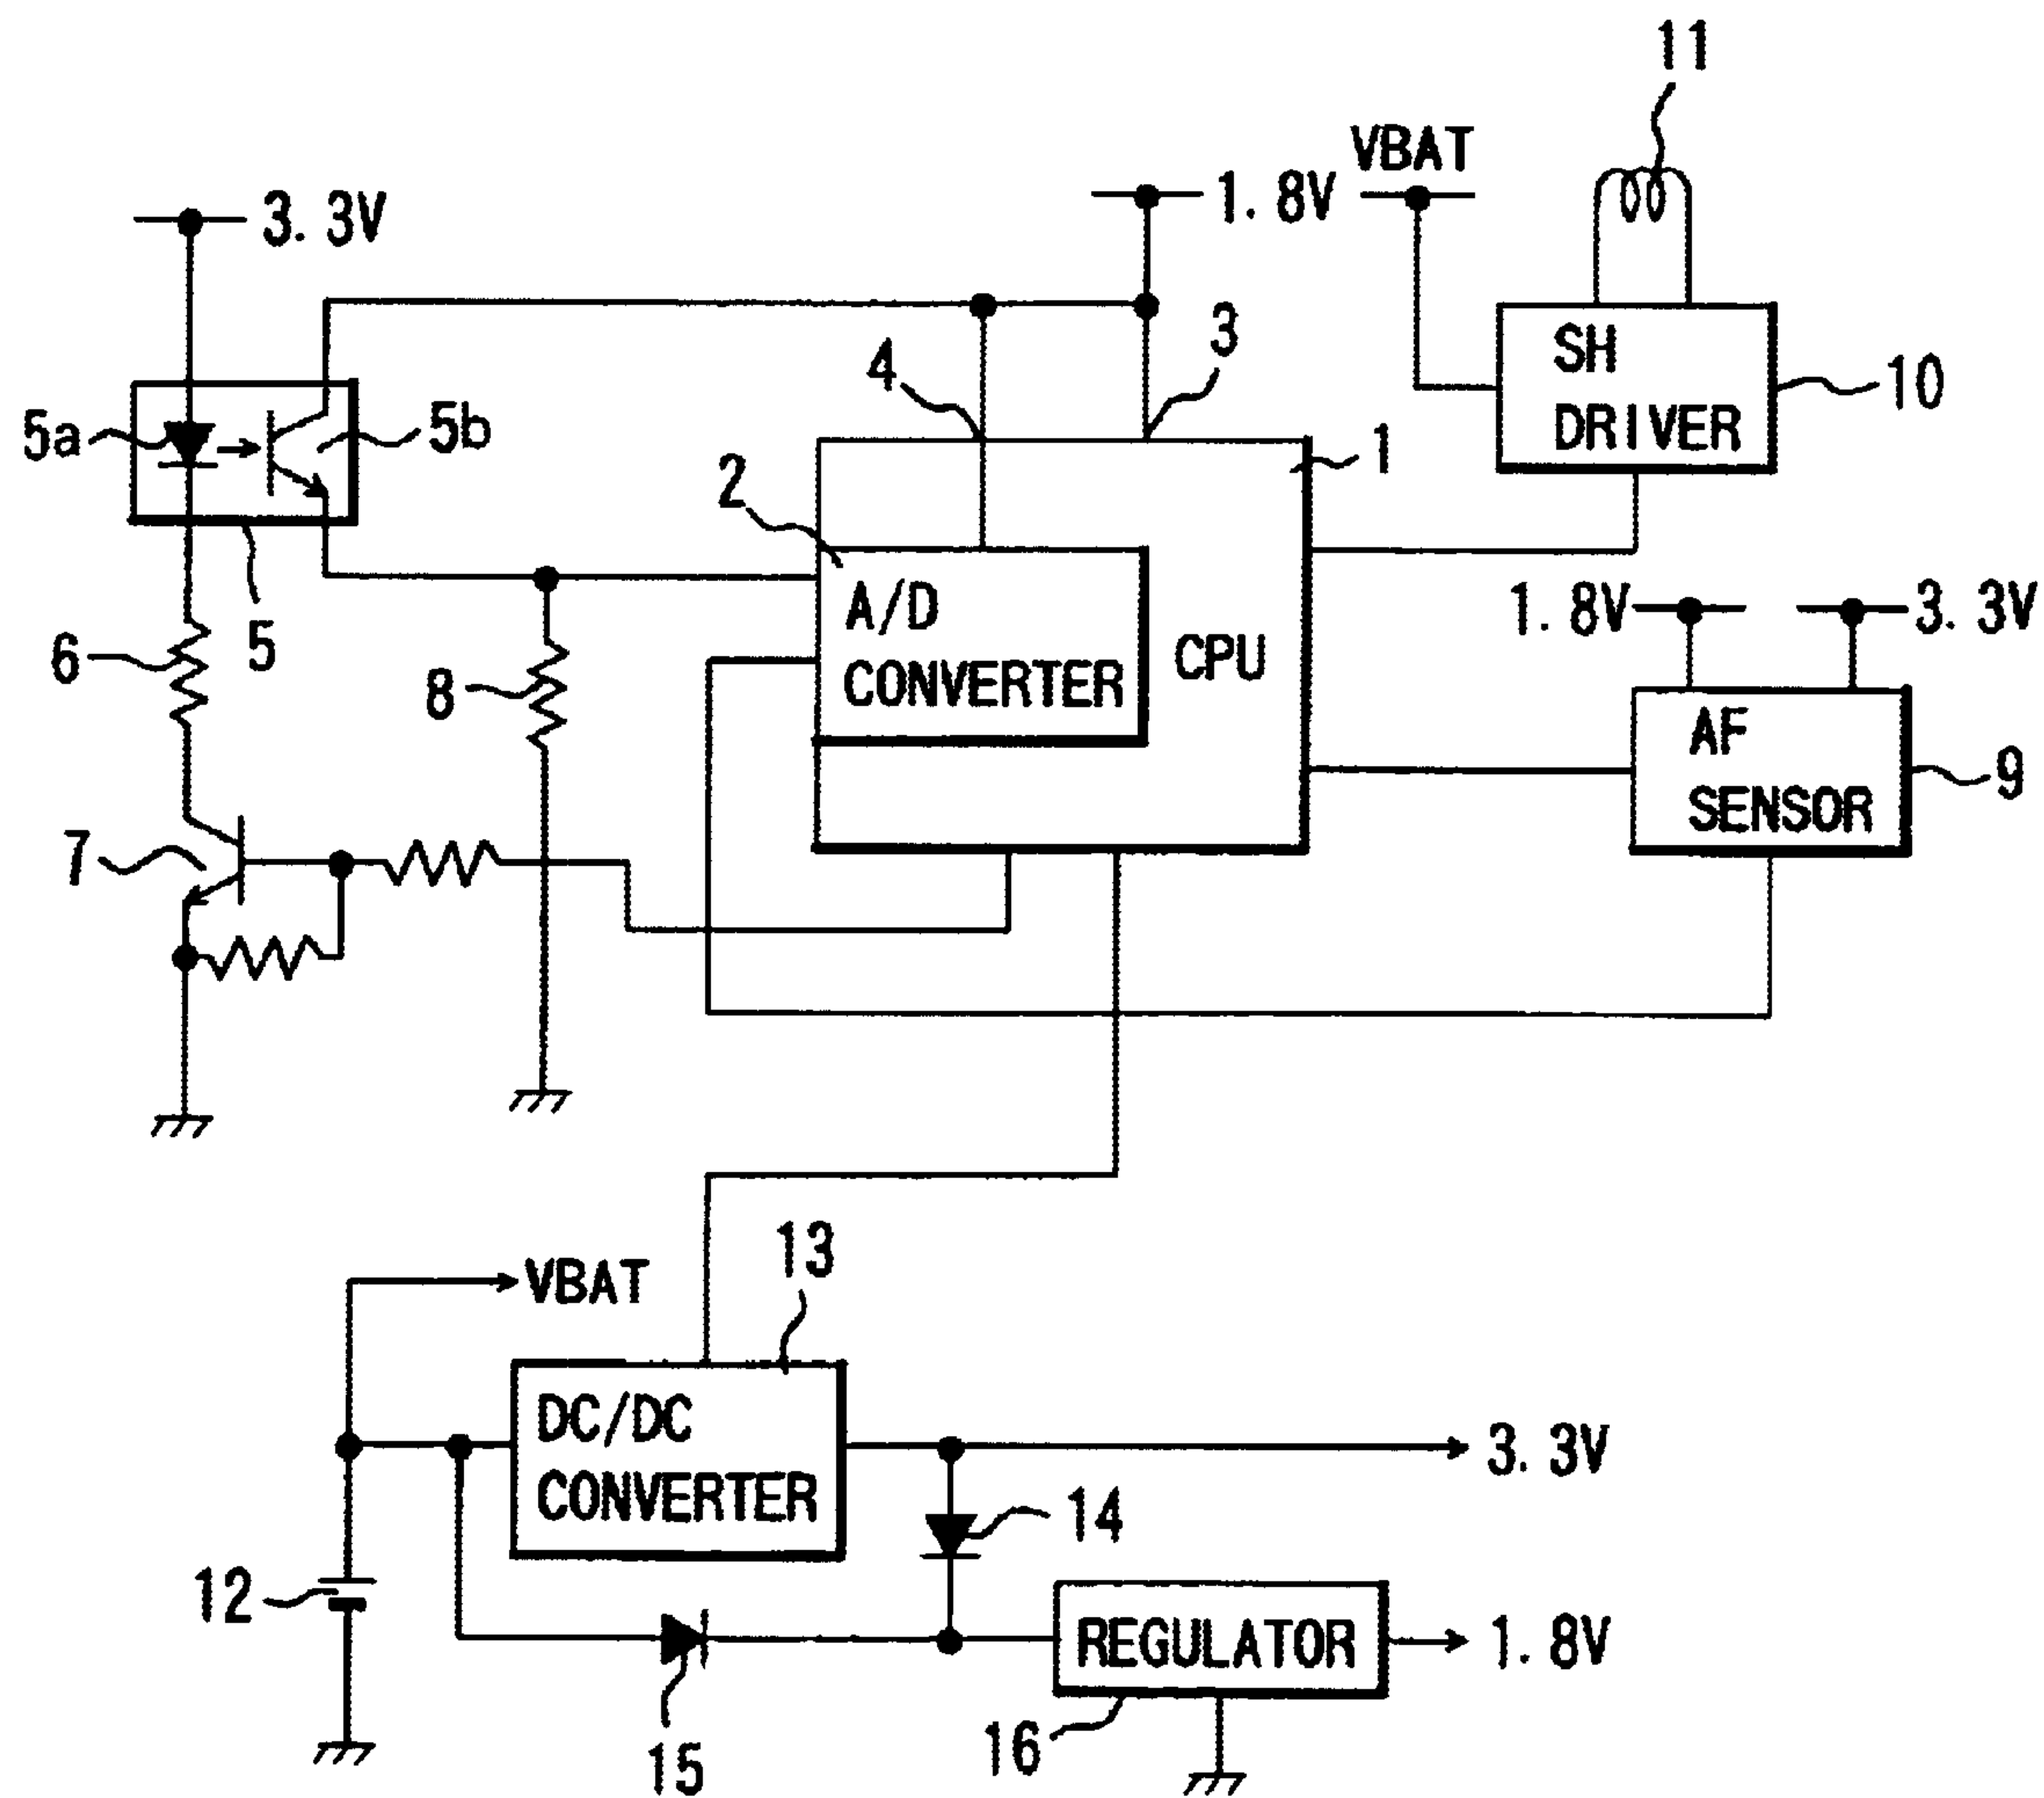 11
VBAT
3. 3V
1. 8V
4
3
SH
DRIVER
10
5a
5b
1
2
A/D
CONVERTER
CPU
1. 8V
3. 3V
6
5
8
AF
SENSOR
9
7
13
VBAT
DC/DC
CONVERTER
3. 3V
14
12
REGULATOR
1. 8V
15
16